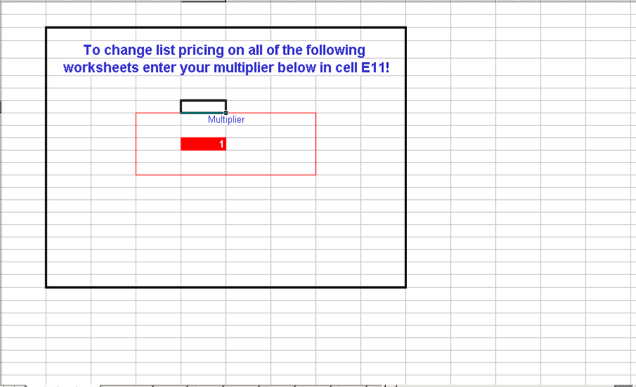 To change list pricing on all of the following
worksheets enter your multiplier below in cell E11!
Multiplier
1